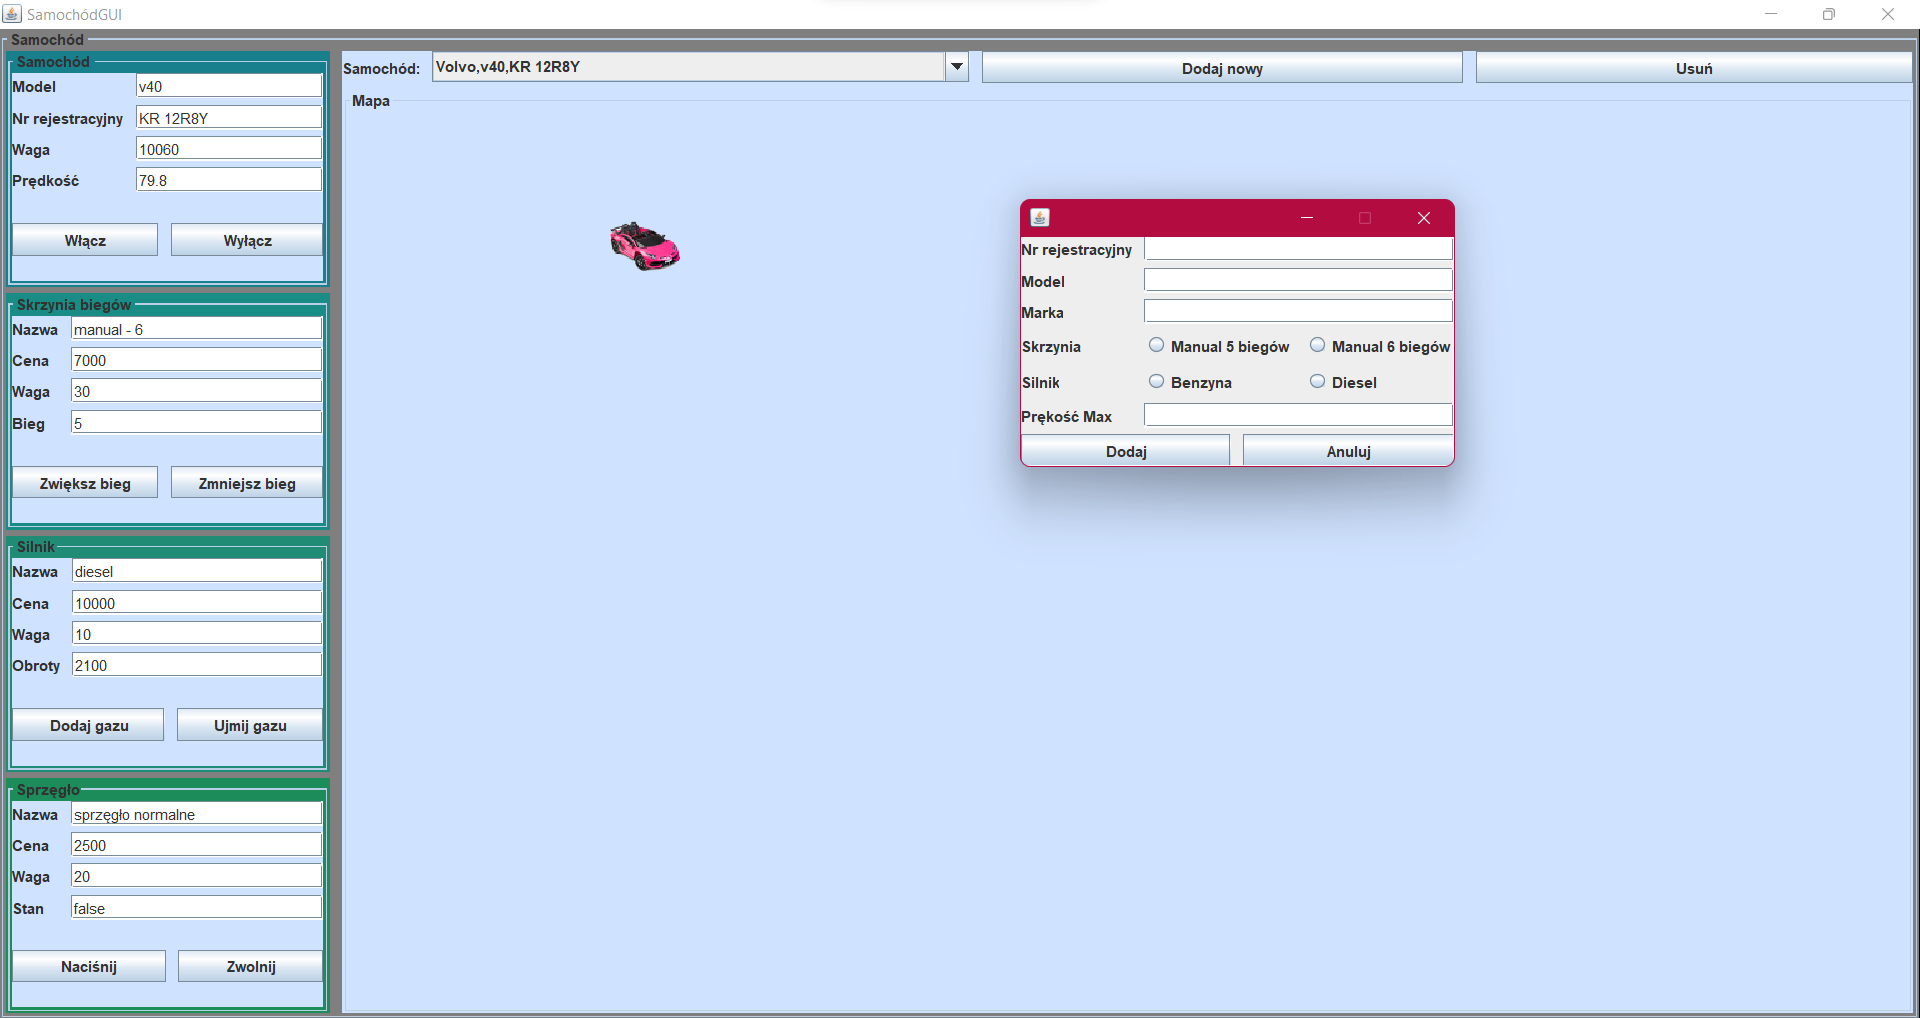 SamochódGUI
Samochód
Samochód
Model v40
Nr rejestracyjny KR 12R8Y
Waga 10060
Prędkość 79.8
Włącz Wyłącz
Skrzynia biegów
Nazwa manual - 6
Cena 7000
Waga 30
Bieg 5
Zwiększ bieg Zmniejsz bieg
Silnik
Nazwa diesel
Cena 10000
Waga 10
Obroty 2100
Dodaj gazu Ujmij gazu
Sprzęgło
Nazwa sprzęgło normalne
Cena 2500
Waga 20
Stan false
Naciśnij Zwolnij
Samochód: Volvo,v40,KR 12R8Y Dodaj nowy Usuń
Mapa
Nr rejestracyjny
Model
Marka
Skrzynia Manual 5 biegów Manual 6 biegów
Silnik Benzyna Diesel
Prękość Max
Dodaj Anuluj